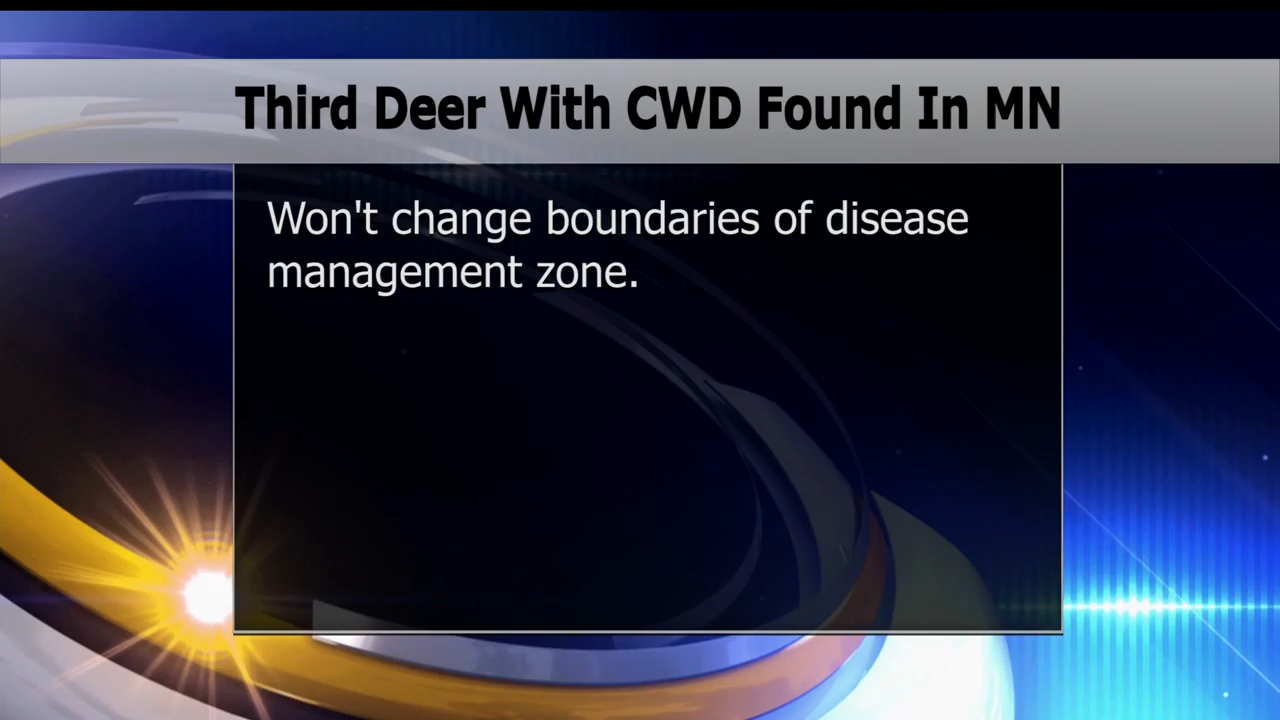 Third Deer With CWD Found In MN
Won't change boundaries of disease
management zone.